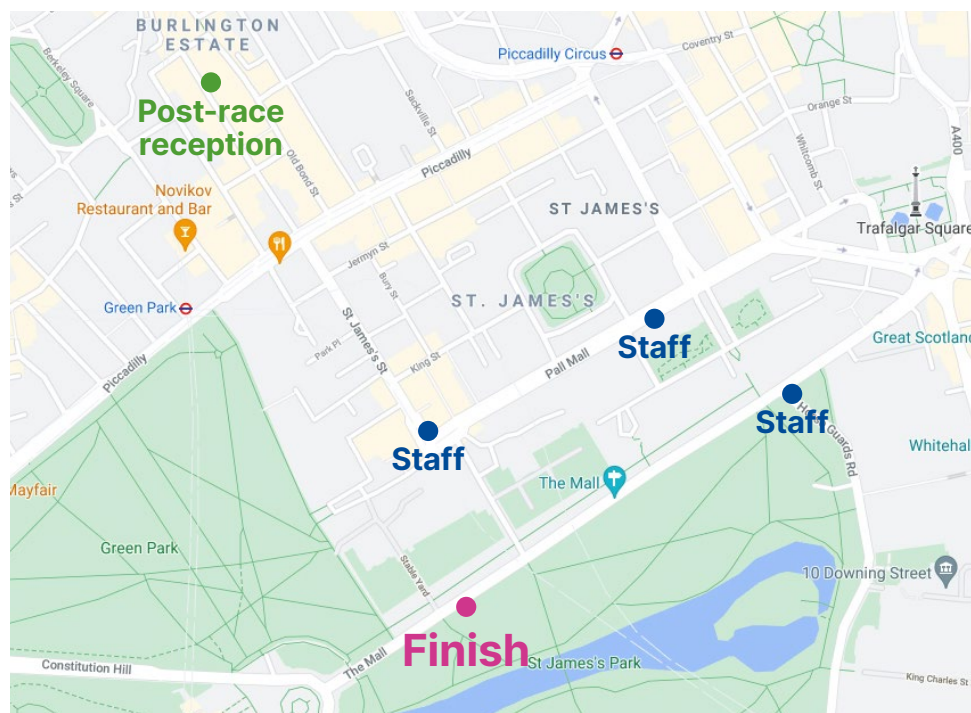 BURLINGTON
ESTATE
Berkeley Square
Piccadilly Circus
Coventry St
Post-race
reception
Sackville St
Orange St
Whitcomb St
A400
Old Bond St
Piccadilly
Novikov
Restaurant and Bar
ST JAMES'S
Trafalgar Square
Jermyn St
Bury St
ST. JAMES'S
Green Park
St James's St
Park Pl
King St
Pall Mall
Staff
Great Scotland
Piccadilly
Staff
Guards Rd
Staff
Whitehal
Mayfair
The Mall
Green Park
Stable Yard
10 Downing Street
Finish
St James's Park
The Mall
Constitution Hill
King Charles St